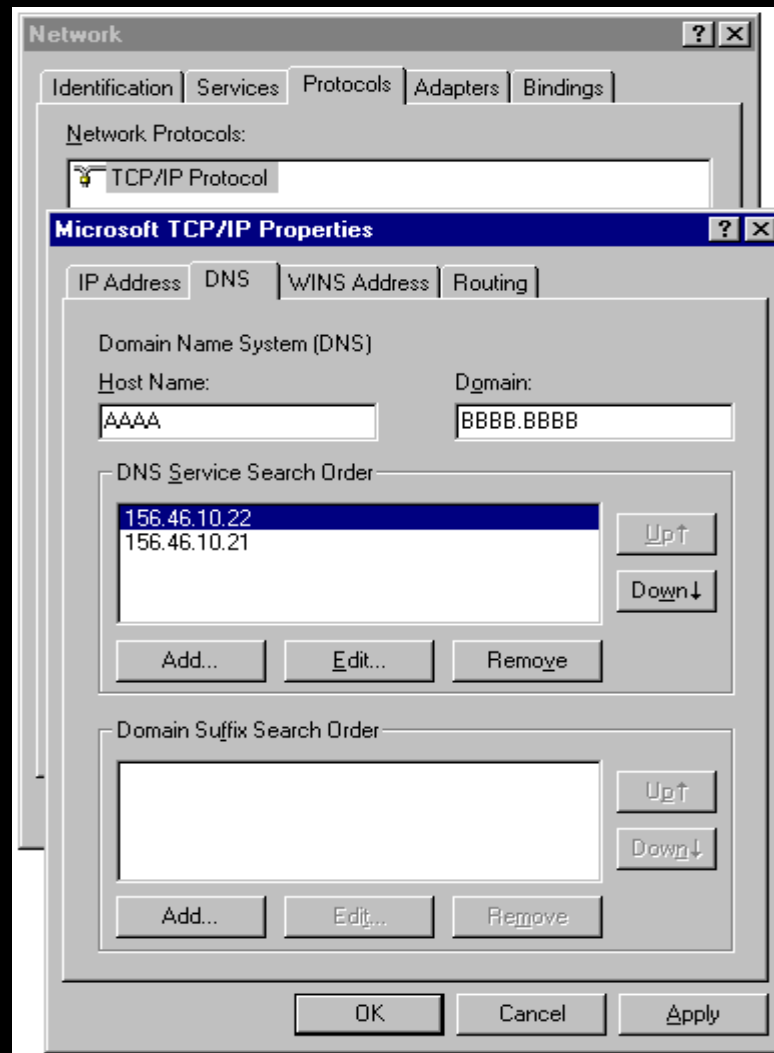 Network
Identification Services Protocols Adapters Bindings
Network Protocols:
TCP/IP Protocol
Microsoft TCP/IP Properties
IP Address DNS WINS Address Routing
Domain Name System (DNS)
Host Name: Domain:
AAAA BBBB.BBBB
DNS Service Search Order
156.46.10.22
156.46.10.21
Up↑
Down↓
Add... Edit... Remove
Domain Suffix Search Order
Up↑
Down↓
Add... Edit... Remove
OK Cancel Apply